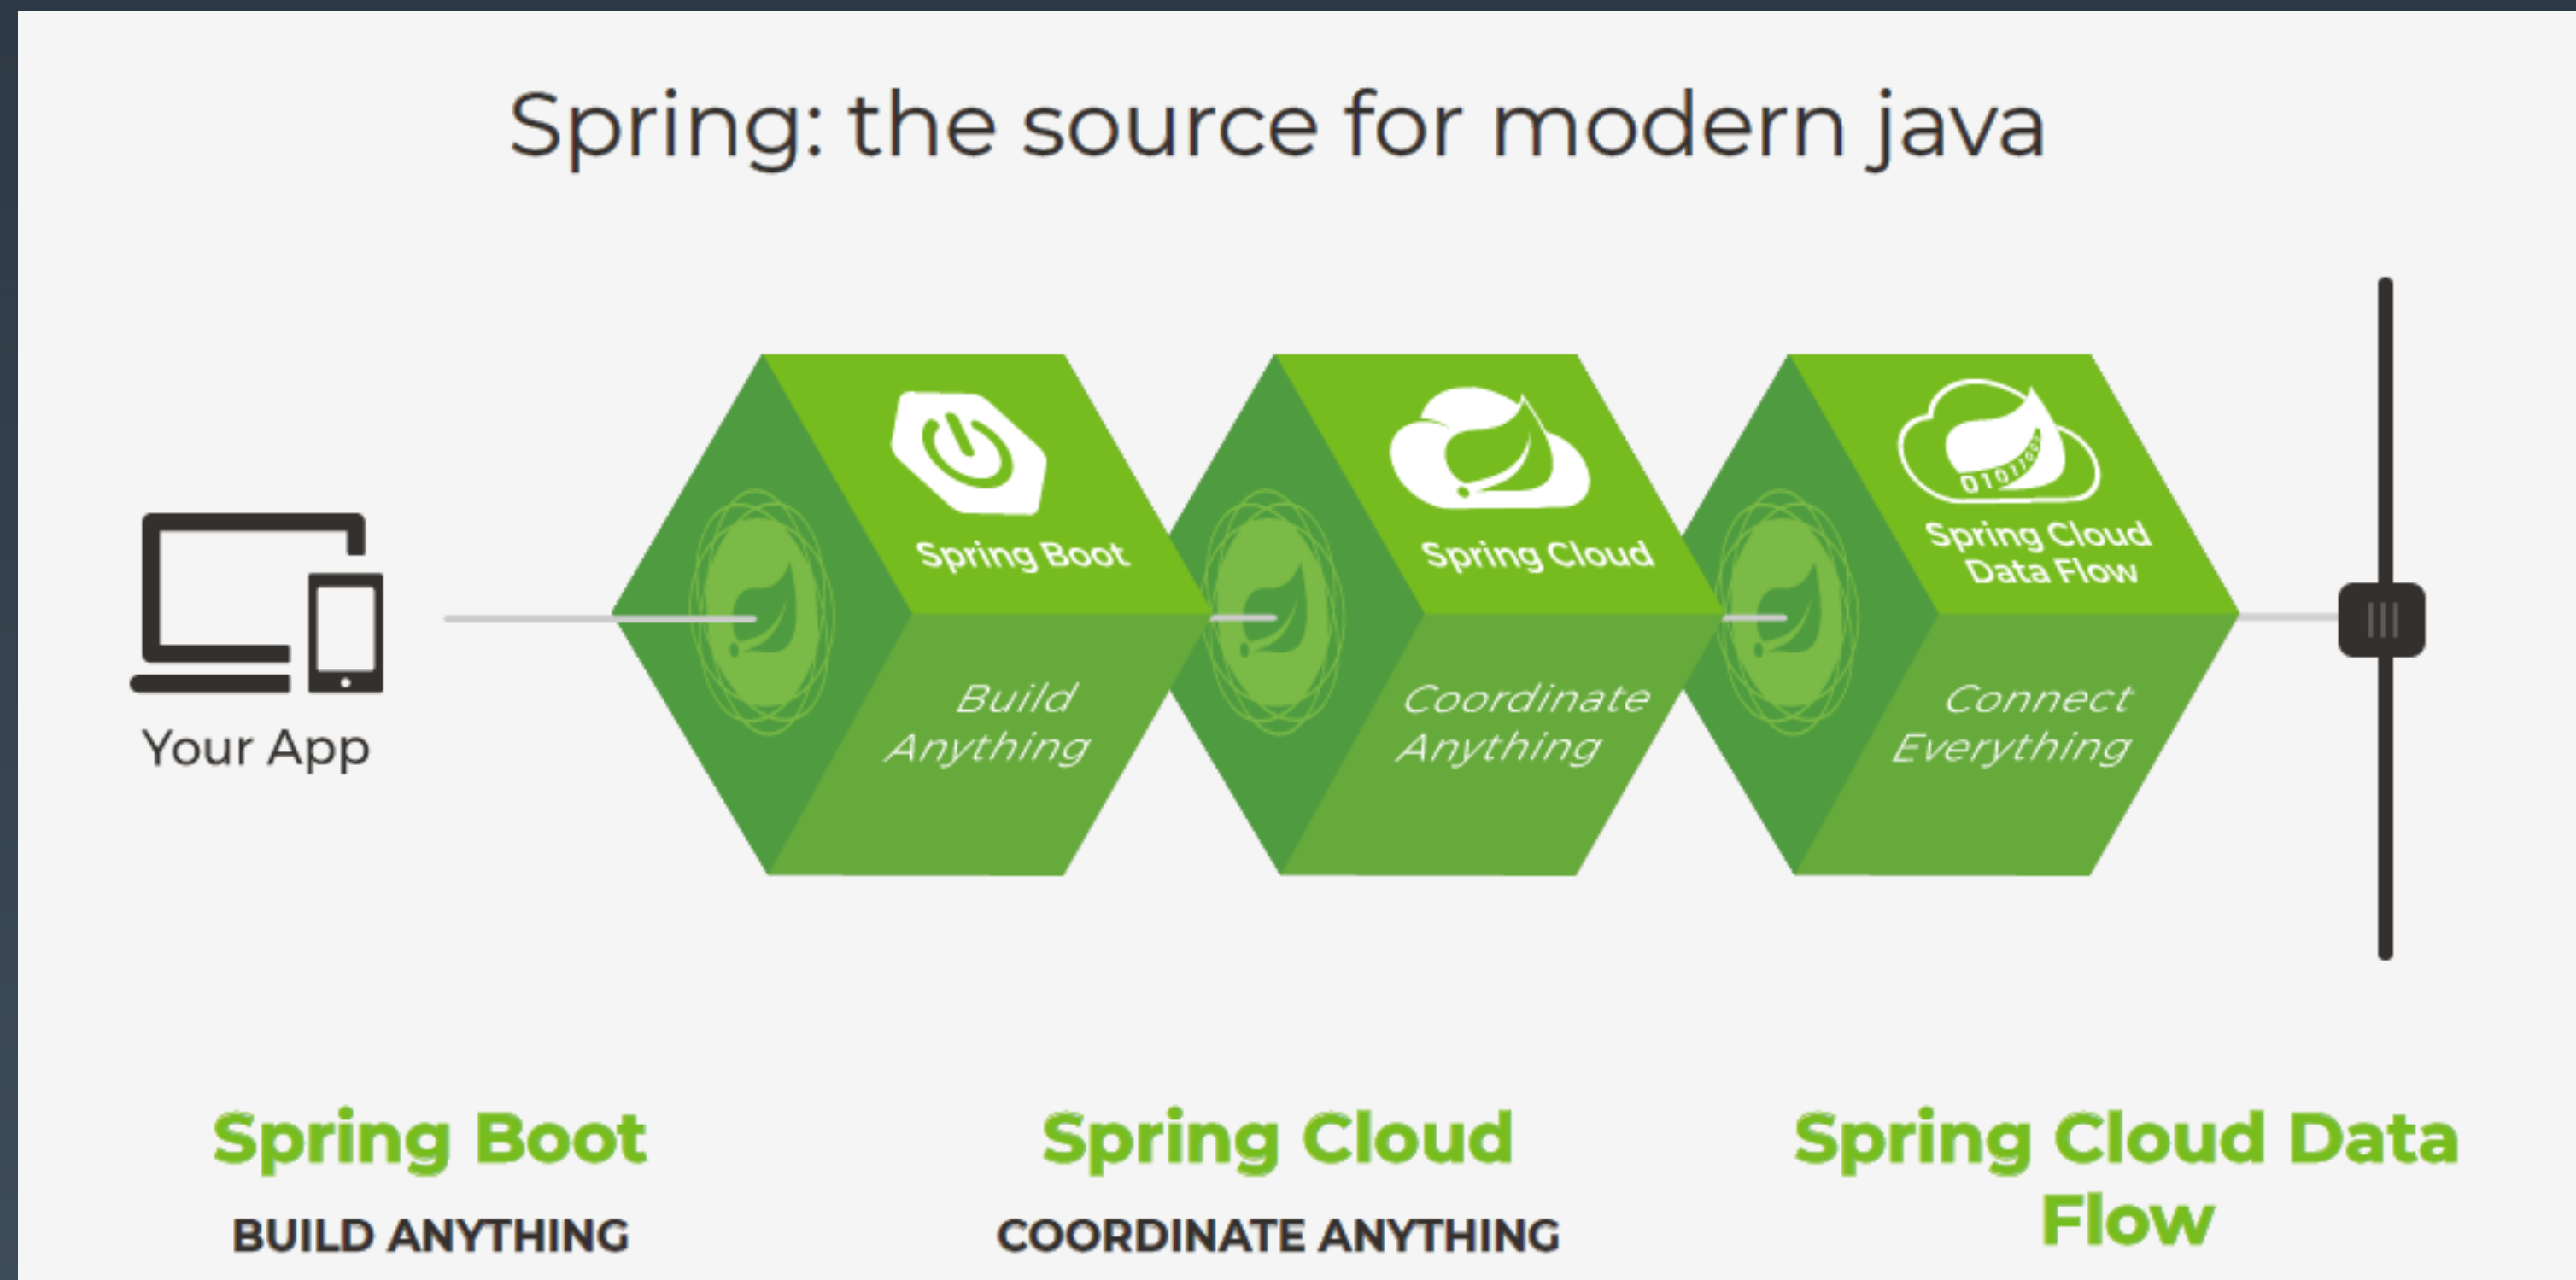 Spring: the source for modern java
Your App
Spring Boot
Build
Anything
Spring Cloud
Coordinate
Anything
Spring Cloud
Data Flow
Connect
Everything
Spring Boot
BUILD ANYTHING
Spring Cloud
COORDINATE ANYTHING
Spring Cloud Data
Flow